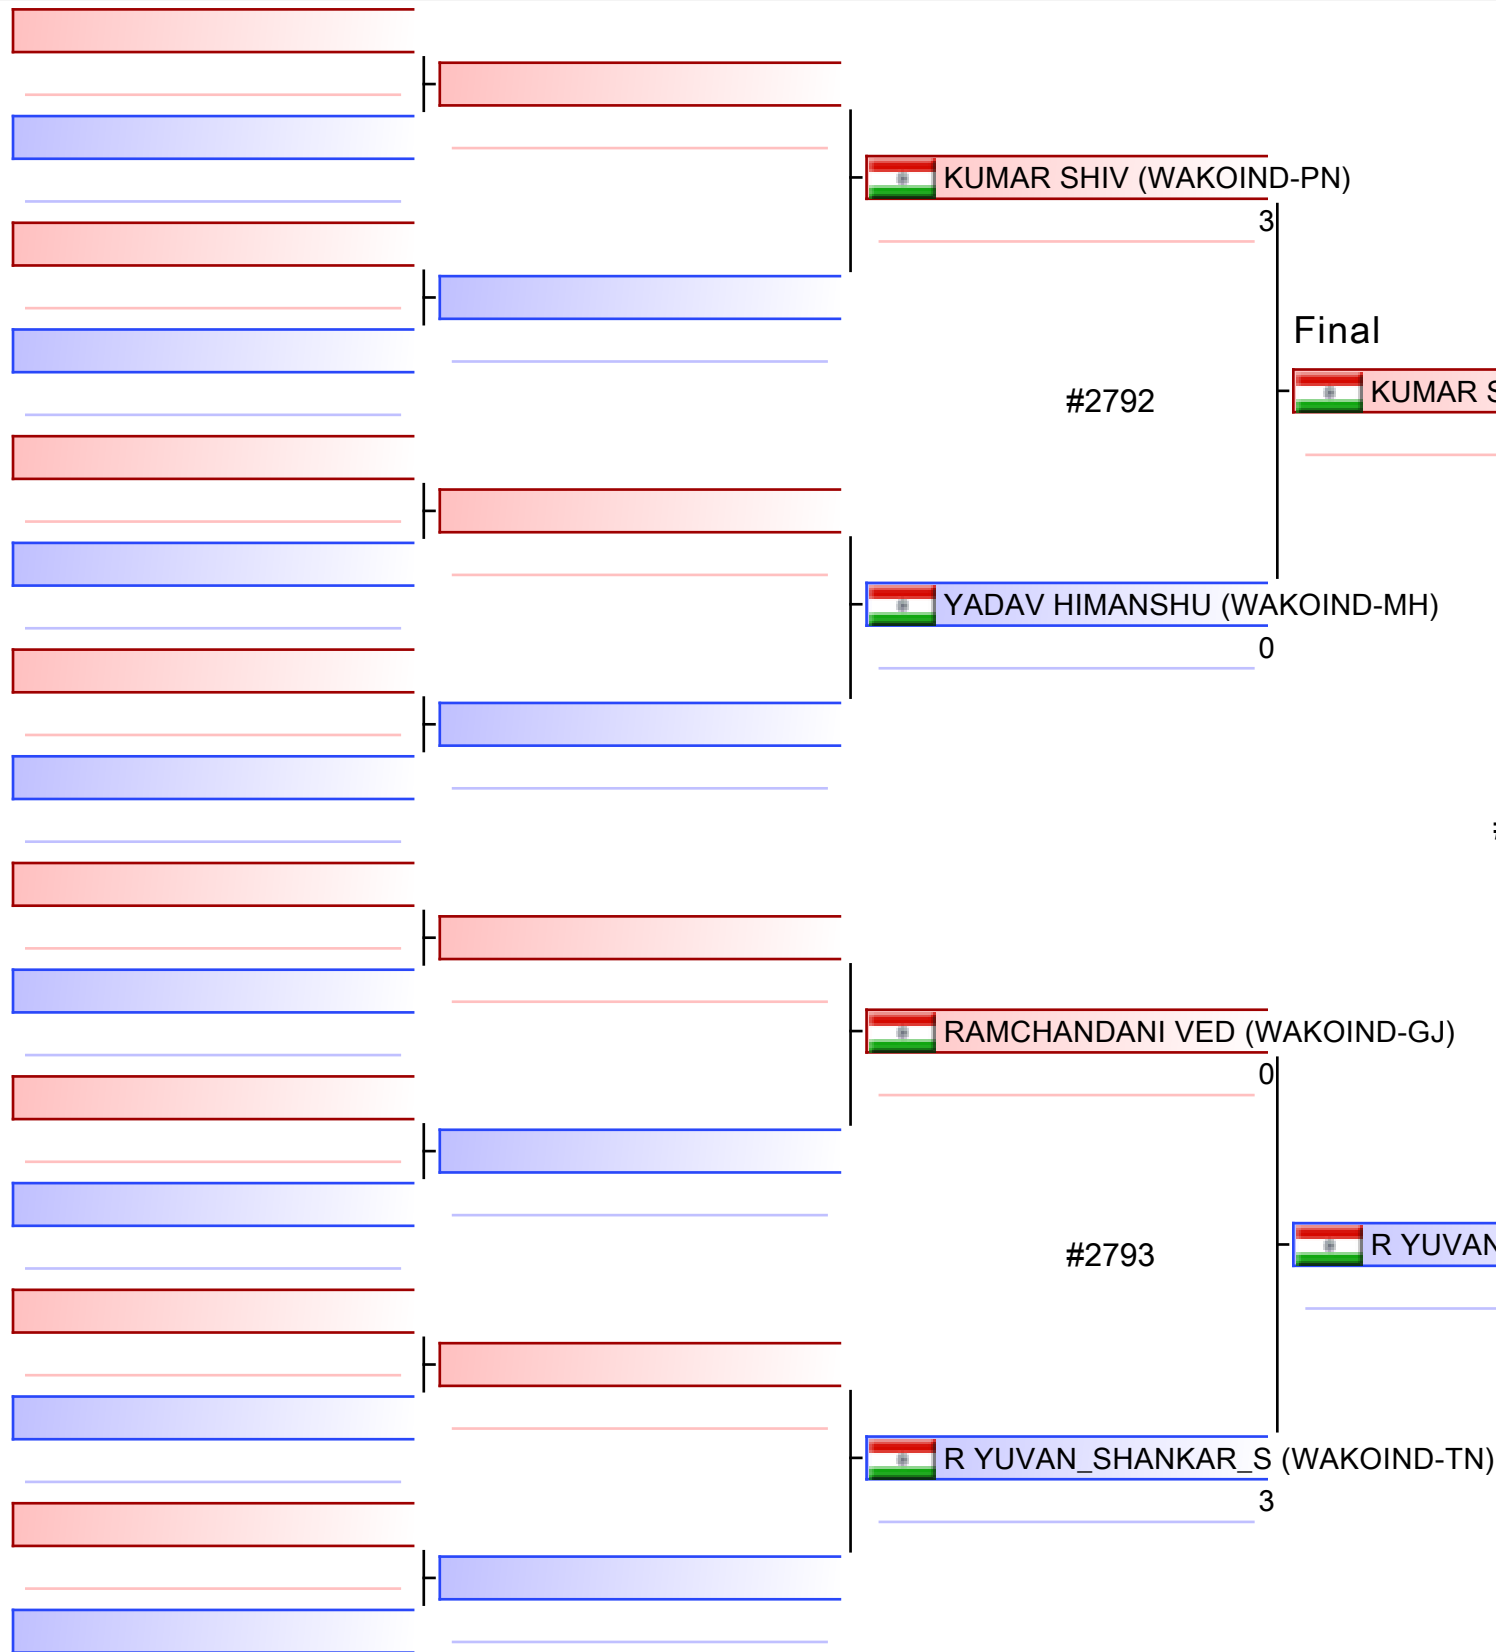 KUMAR SHIV (WAKOIND-PN)
3
Final
#2792
KUMAR
YADAV HIMANSHU (WAKOIND-MH)
0
RAMCHANDANI VED (WAKOIND-GJ)
0
#2793
R YUVAN
R YUVAN_SHANKAR_S (WAKOIND-TN)
3